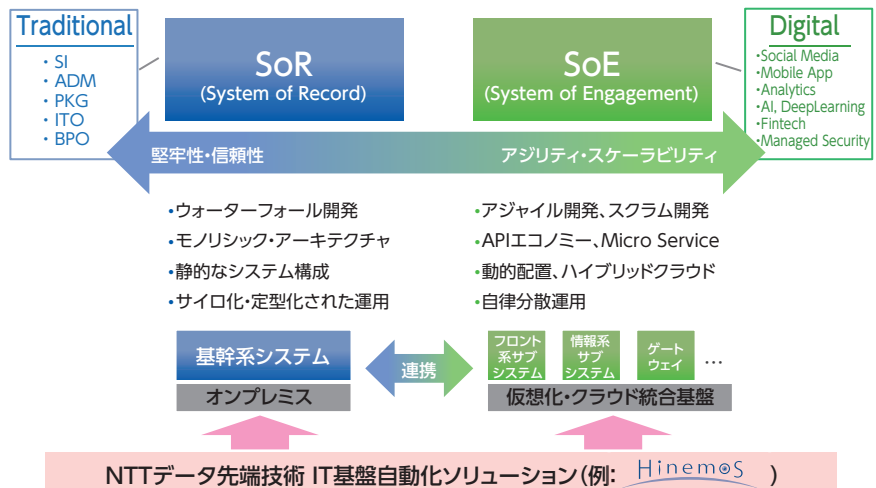 Traditional
・SI
・ADM
・PKG
・ITO
・BPO
SoR
(System of Record)
SoE
(System of Engagement)
Digital
・Social Media
・Mobile App
・Analytics
・AI, DeepLearning
・Fintech
・Managed Security
堅牢性・信頼性
アジリティ・スケーラビリティ
・ウォーターフォール開発
・モノリシック・アーキテクチャ
・静的なシステム構成
・サイロ化・定型化された運用
・アジャイル開発、スクラム開発
・APIエコノミー、Micro Service
・動的配置、ハイブリッドクラウド
・自律分散運用
基幹系システム
オンプレミス
連携
フロント
系サブ
システム
情報系
サブ
システム
ゲート
ウェイ
…
仮想化・クラウド統合基盤
NTTデータ先端技術 IT基盤自動化ソリューション(例: Hinemos )